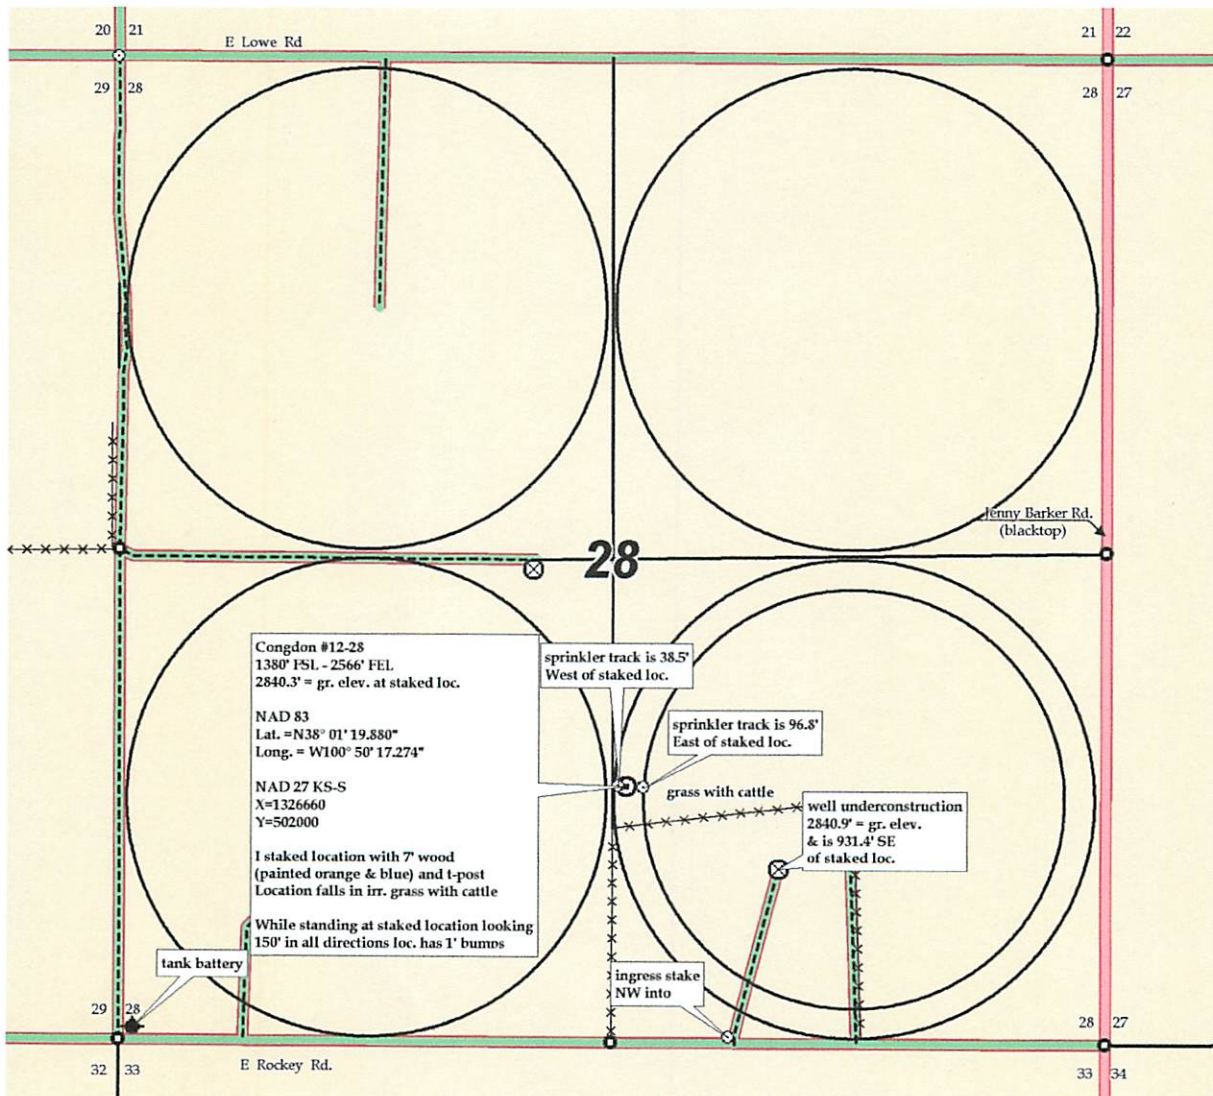 20 21
E Lowe Rd
21 22
29 28
28 27
Jenny Barker Rd.
(blacktop)
28
Congdon #12-28
1380' FSL - 2566' FEL
2840.3' = gr. elev. at staked loc.
NAD 83
Lat. =N38° 01' 19.880"
Long. = W100° 50' 17.274"
NAD 27 KS-S
X=1326660
Y=502000
I staked location with 7' wood
(painted orange & blue) and t-post
Location falls in irr. grass with cattle
While standing at staked location looking
150' in all directions loc. has 1' bumps
sprinkler track is 38.5'
West of staked loc.
sprinkler track is 96.8'
East of staked loc.
grass with cattle
well underconstruction
2840.9' = gr. elev.
& is 931.4' SE
of staked loc.
tank battery
ingress stake
NW into
29 28
28 27
E Rockey Rd.
32 33
33 34